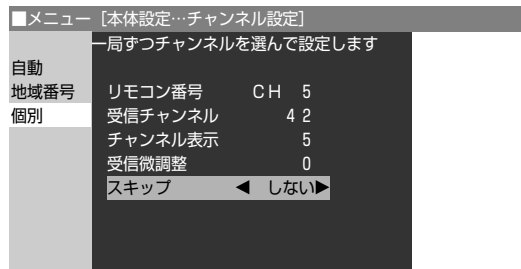 ■メニュー [本体設定…チャンネル設定]
一局ずつチャンネルを選んで設定します
自動
地域番号 リモコン番号 CH 5
個別 受信チャンネル 42
チャンネル表示 5
受信微調整 0
スキップ ◀ しない▶